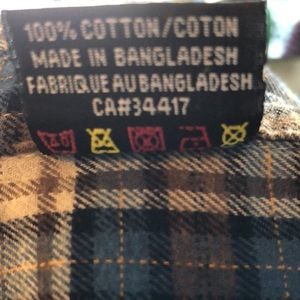 100% COTTON/COTON
MADE IN BANGLADESH
FABRIQUE AU BANGLADESH
CA#34417